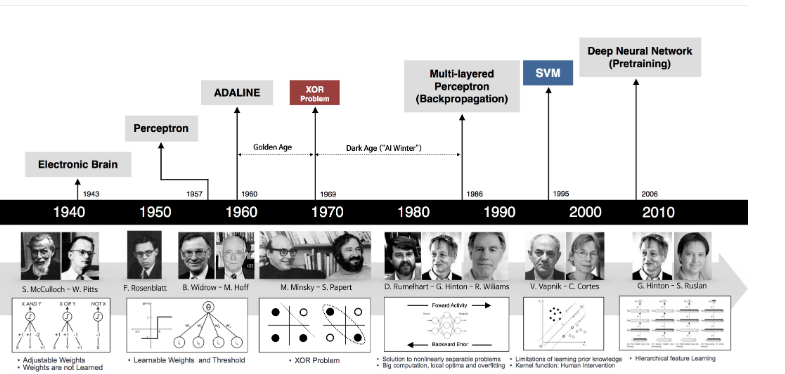 Deep Neural Network
(Pretraining)
Multi-layered
Perceptron
(Backpropagation)
SVM
ADALINE
XOR
Problem
Perceptron
Golden Age
Dark Age ("AI Winter")
Electronic Brain
1943
1957
1960
1969
1986
1995
2006
1940
1950
1960
1970
1980
1990
2000
2010
S. McCulloch – W. Pitts
F. Rosenblatt
B. Widrow – M. Hoff
M. Minsky – S. Papert
D. Rumelhart – G. Hinton – R. Wiliams
V. Vapnik – C. Cortes
G. Hinton – S. Ruslan
X AND Y
X OR Y
NOT X
Foward Activity
Backward Error
• Adjustable Weights
• Weights are not Learned
• Learnable Weights and Threshold
• XOR Problem
• Solution to nonlinearly separable problems
• Big computation, local optima and overfitting
• Limitations of learning prior knowledge
• Kernel function: Human Intervention
• Hierarchical feature Learning